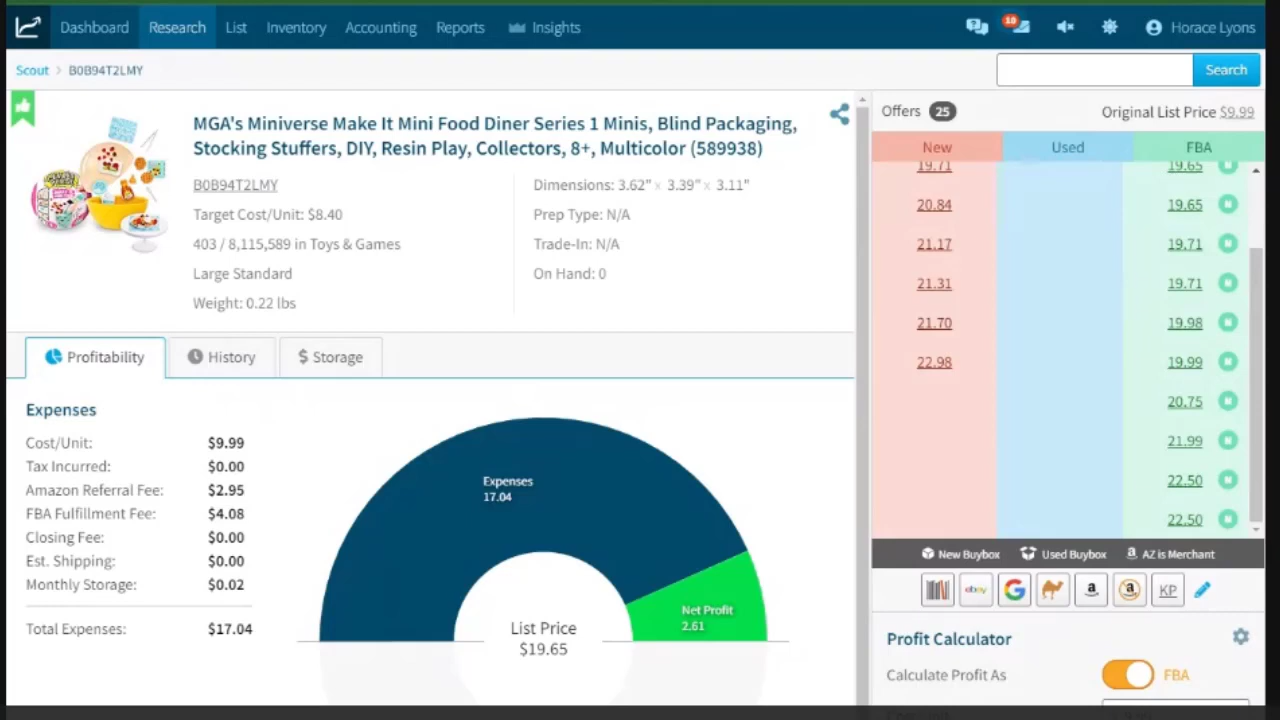 Dashboard Research List Inventory Accounting Reports Insights 18 Horace Lyons
Scout > B0B94T2LMY Search
MGA's Miniverse Make It Mini Food Diner Series 1 Minis, Blind Packaging,
Stocking Stuffers, DIY, Resin Play, Collectors, 8+, Multicolor (589938)
B0B94T2LMY
Target Cost/Unit: $8.40
403 / 8,115,589 in Toys & Games
Large Standard
Weight: 0.22 lbs
Dimensions: 3.62" x 3.39" x 3.11"
Prep Type: N/A
Trade-In: N/A
On Hand: 0
Profitability History $ Storage
Expenses
Cost/Unit: $9.99
Tax Incurred: $0.00
Amazon Referral Fee: $2.95
FBA Fulfillment Fee: $4.08
Closing Fee: $0.00
Est. Shipping: $0.00
Monthly Storage: $0.02
Total Expenses: $17.04
Expenses
17.04
Net Profit
2.61
List Price
$19.65
Offers 25 Original List Price $9.99
New Used FBA
19.71 19.65
20.84 19.65
21.17 19.71
21.31 19.71
21.70 19.98
22.98 19.99
20.75
21.99
22.50
22.50
New Buybox Used Buybox a AZ is Merchant
ebay G a a KP
Profit Calculator
Calculate Profit As FBA